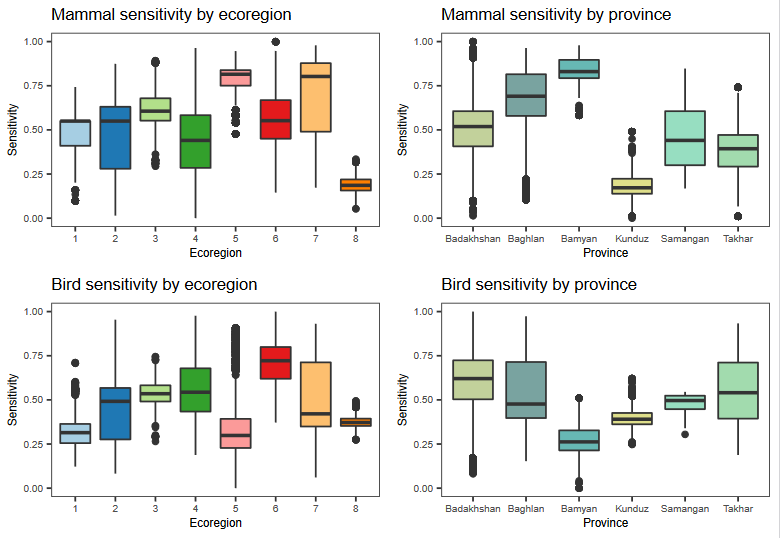 Mammal sensitivity by ecoregion
Sensitivity
1.00
0.75
0.50
0.25
0.00
1 2 3 4 5 6 7 8
Ecoregion
Mammal sensitivity by province
Sensitivity
1.00
0.75
0.50
0.25
0.00
Badakhshan Baghlan Bamyan Kunduz Samangan Takhar
Province
Bird sensitivity by ecoregion
Sensitivity
1.00
0.75
0.50
0.25
0.00
1 2 3 4 5 6 7 8
Ecoregion
Bird sensitivity by province
Sensitivity
1.00
0.75
0.50
0.25
0.00
Badakhshan Baghlan Bamyan Kunduz Samangan Takhar
Province